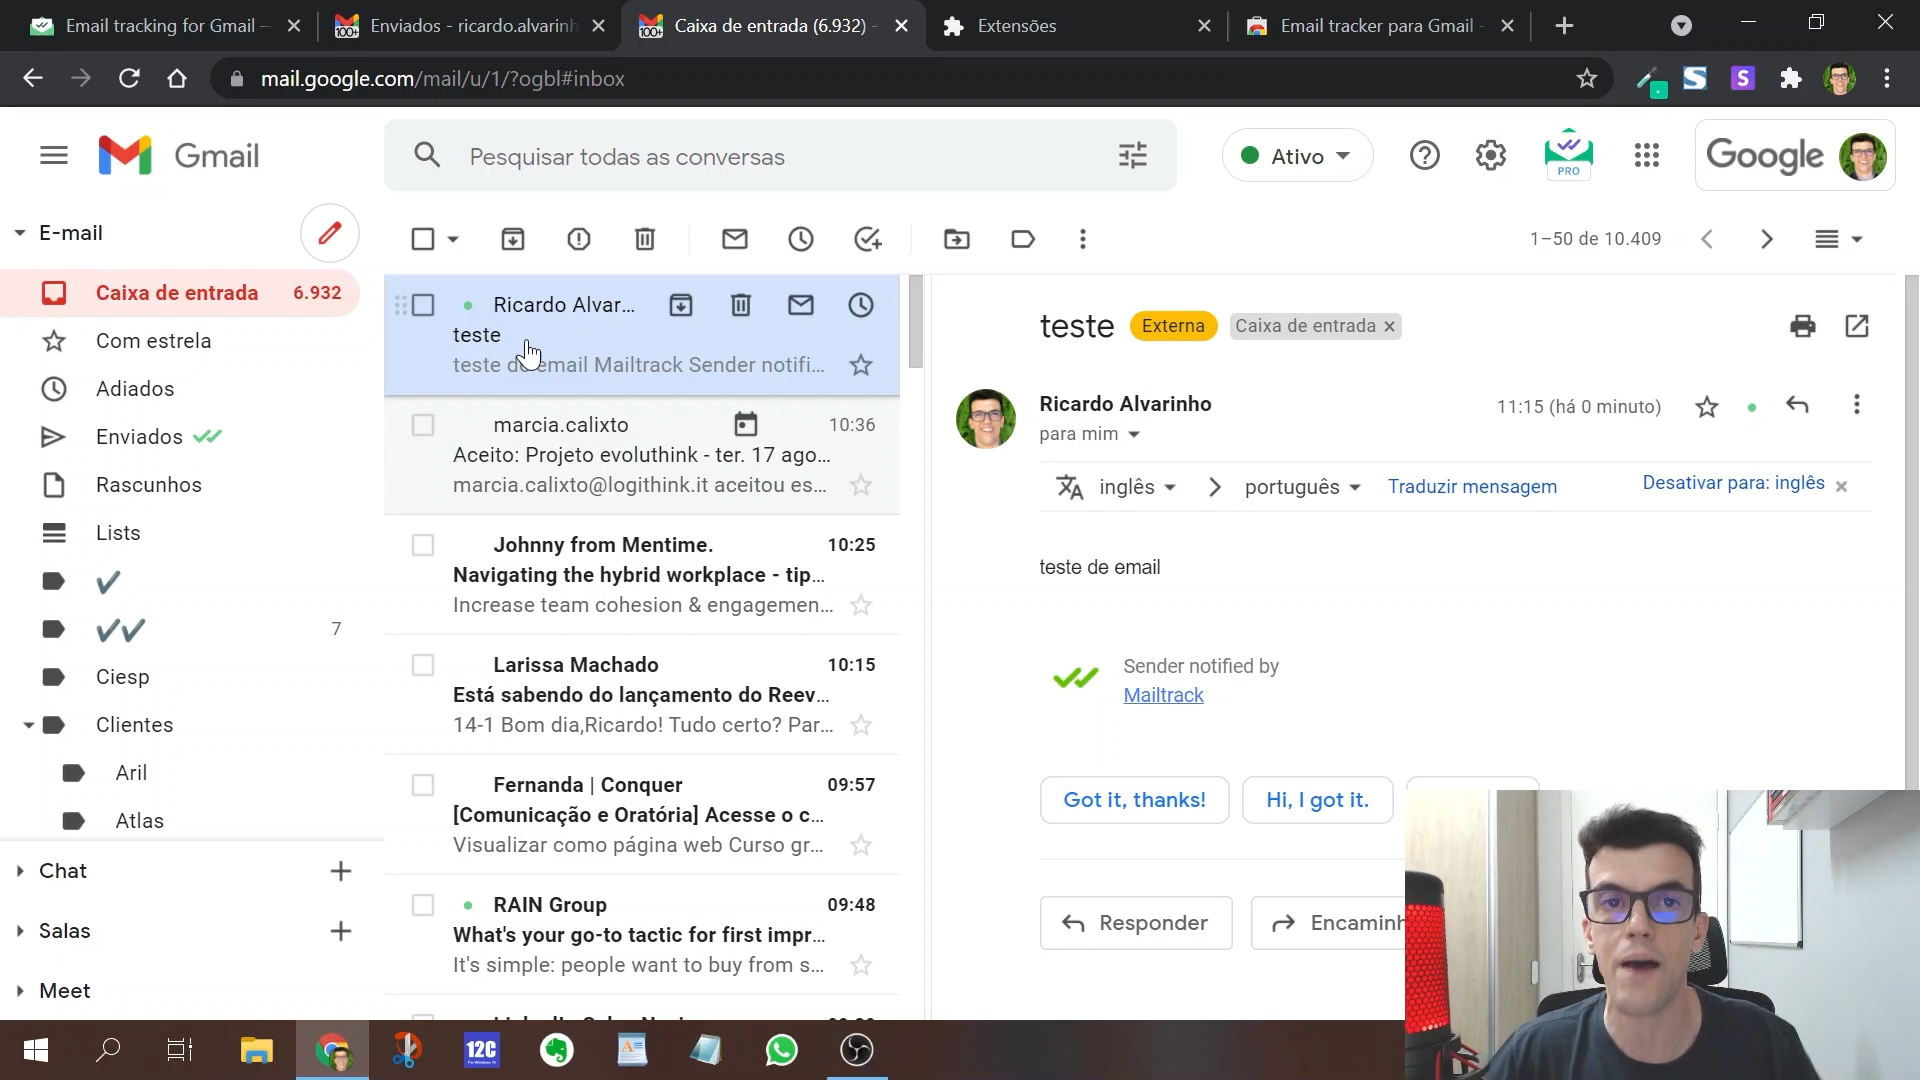 Email tracking for Gmail —
Enviados - ricardo.alvarinh
Caixa de entrada (6.932) -
Extensões
Email tracker para Gmail -
mail.google.com/mail/u/1/?ogbl#inbox
Gmail
Pesquisar todas as conversas
Ativo
PRO
Google
E-mail
1–50 de 10.409
Caixa de entrada 6.932
Com estrela
Adiados
Enviados
Rascunhos
Lists
7
Ciesp
Clientes
Aril
Atlas
Chat
Salas
Meet
Ricardo Alvar...
teste
teste de email Mailtrack Sender notifi...
marcia.calixto 10:36
Aceito: Projeto evoluthink - ter. 17 ago...
marcia.calixto@logithink.it aceitou es...
Johnny from Mentime. 10:25
Navigating the hybrid workplace - tip...
Increase team cohesion & engagemen...
Larissa Machado 10:15
Está sabendo do lançamento do Reev...
14-1 Bom dia,Ricardo! Tudo certo? Par...
Fernanda | Conquer 09:57
[Comunicação e Oratória] Acesse o c...
Visualizar como página web Curso gr...
RAIN Group 09:48
What's your go-to tactic for first impr...
It's simple: people want to buy from s...
teste Externa Caixa de entrada ×
Ricardo Alvarinho 11:15 (há 0 minuto)
para mim
inglês > português Traduzir mensagem Desativar para: inglês ×
teste de email
Sender notified by
Mailtrack
Got it, thanks!
Hi, I got it.
Responder
Encaminh
12C